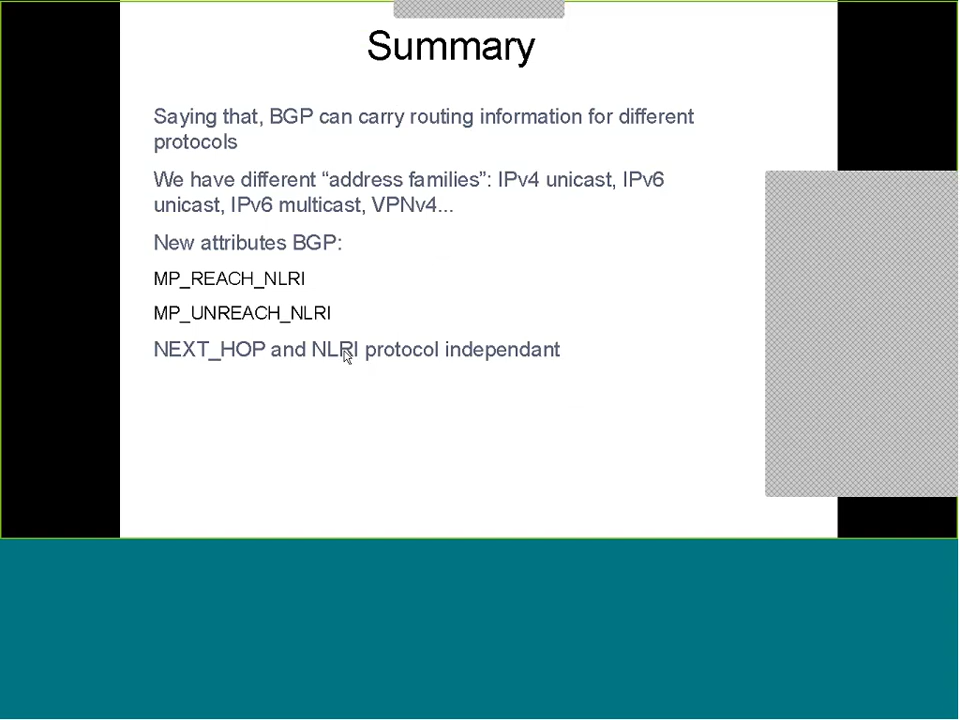 Summary
Saying that, BGP can carry routing information for different
protocols
We have different “address families”: IPv4 unicast, IPv6
unicast, IPv6 multicast, VPNv4...
New attributes BGP:
MP_REACH_NLRI
MP_UNREACH_NLRI
NEXT_HOP and NLRI protocol independant